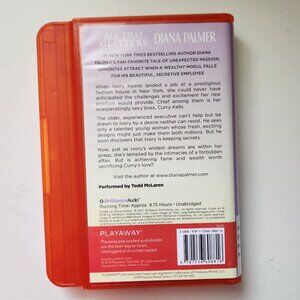 ALL THAT GLITTERS DIANA PALMER
IN NEW YORK TIMES BESTSELLING AUTHOR DIANA
PALMER'S FAN-FAVORITE TALE OF UNEXPECTED PASSION,
OPPOSITES ATTRACT WHEN A WEALTHY MOGUL FALLS
FOR HIS BEAUTIFUL, SECRETIVE EMPLOYEE
When Ivory Keene landed a job at a prestigious
fashion house in New York, she could never have
anticipated the challenges and excitement her new
position would provide. Chief among them is her
exasperatingly sexy boss, Curry Kells.
The older, experienced executive can't help but be
drawn to Ivory by a desire neither can resist. He sees
only a talented young woman whose fresh, exciting
designs might just make them both millions. But he
soon discovers that Ivory is keeping secrets.
Now, just as Ivory's wildest dreams are within her
grasp, she's tempted by the intimacies of a forbidden
affair. But is achieving fame and wealth worth
sacrificing Curry's love?
Visit the author at www.dianapalmer.com
Performed by Todd McLaren
BrillianceAudio
Running Time: Approx. 9.75 Hours - Unabridged
PLAYAWAY
Playaway pre-loaded audiobooks
are the best way to listen,
unplugged and uninterrupted.